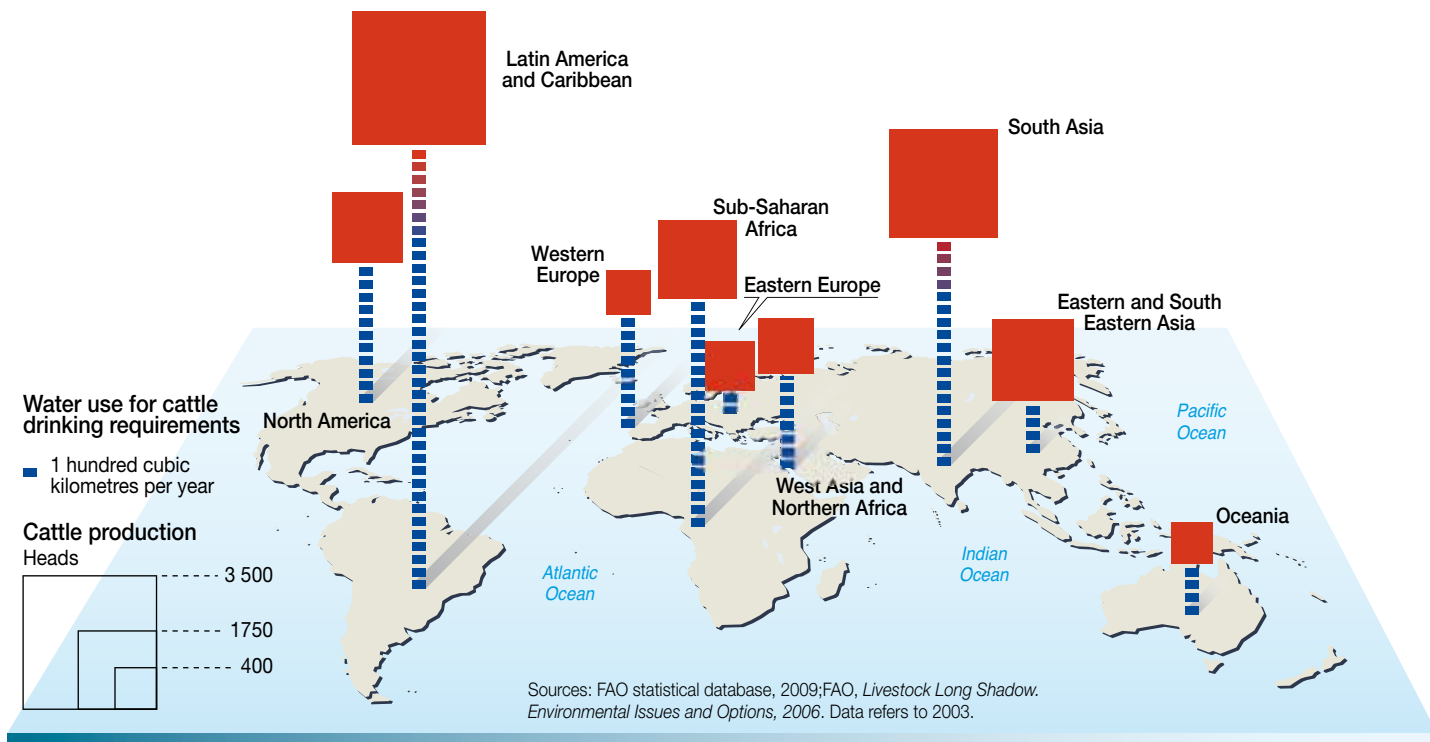 Latin America
and Caribbean
South Asia
Sub-Saharan
Africa
Western
Europe
Eastern Europe
Eastern and South
Eastern Asia
Water use for cattle
drinking requirements
1 hundred cubic
kilometres per year
North America
Pacific
Ocean
Cattle production
Heads
3 500
1750
400
West Asia and
Northern Africa
Oceania
Indian
Ocean
Atlantic
Ocean
Sources: FAO statistical database, 2009;FAO, Livestock Long Shadow.
Environmental Issues and Options, 2006. Data refers to 2003.